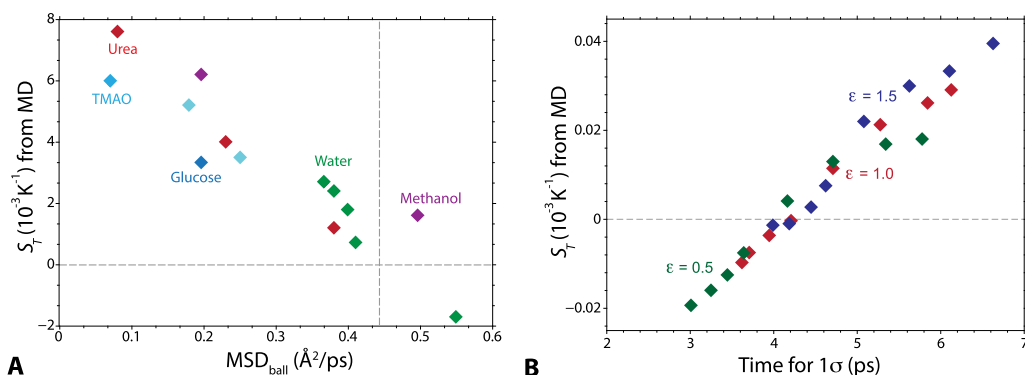 8
6
4
2
0
−2
S_T (10⁻³ K⁻¹) from MD
Urea
TMAO
Glucose
Water
Methanol
0 0.1 0.2 0.3 0.4 0.5 0.6
MSD_ball (Å²/ps)
A
0.04
0.02
0
−0.02
S_T (10⁻³ K⁻¹) from MD
ε = 1.5
ε = 1.0
ε = 0.5
2 3 4 5 6 7
Time for 1σ (ps)
B